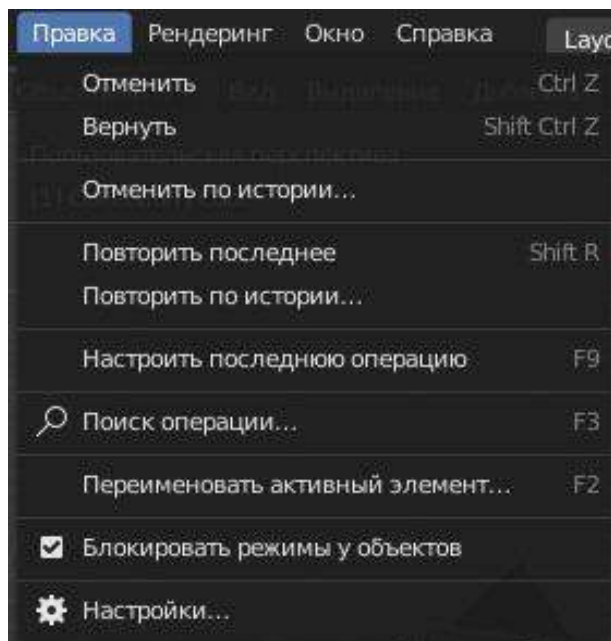 Правка Рендеринг Окно Справка Layo
Отменить Ctrl Z
Вернуть Shift Ctrl Z
Отменить по истории...
Повторить последнее Shift R
Повторить по истории...
Настроить последнюю операцию F9
Поиск операции... F3
Переименовать активный элемент... F2
Блокировать режимы у объектов
Настройки...